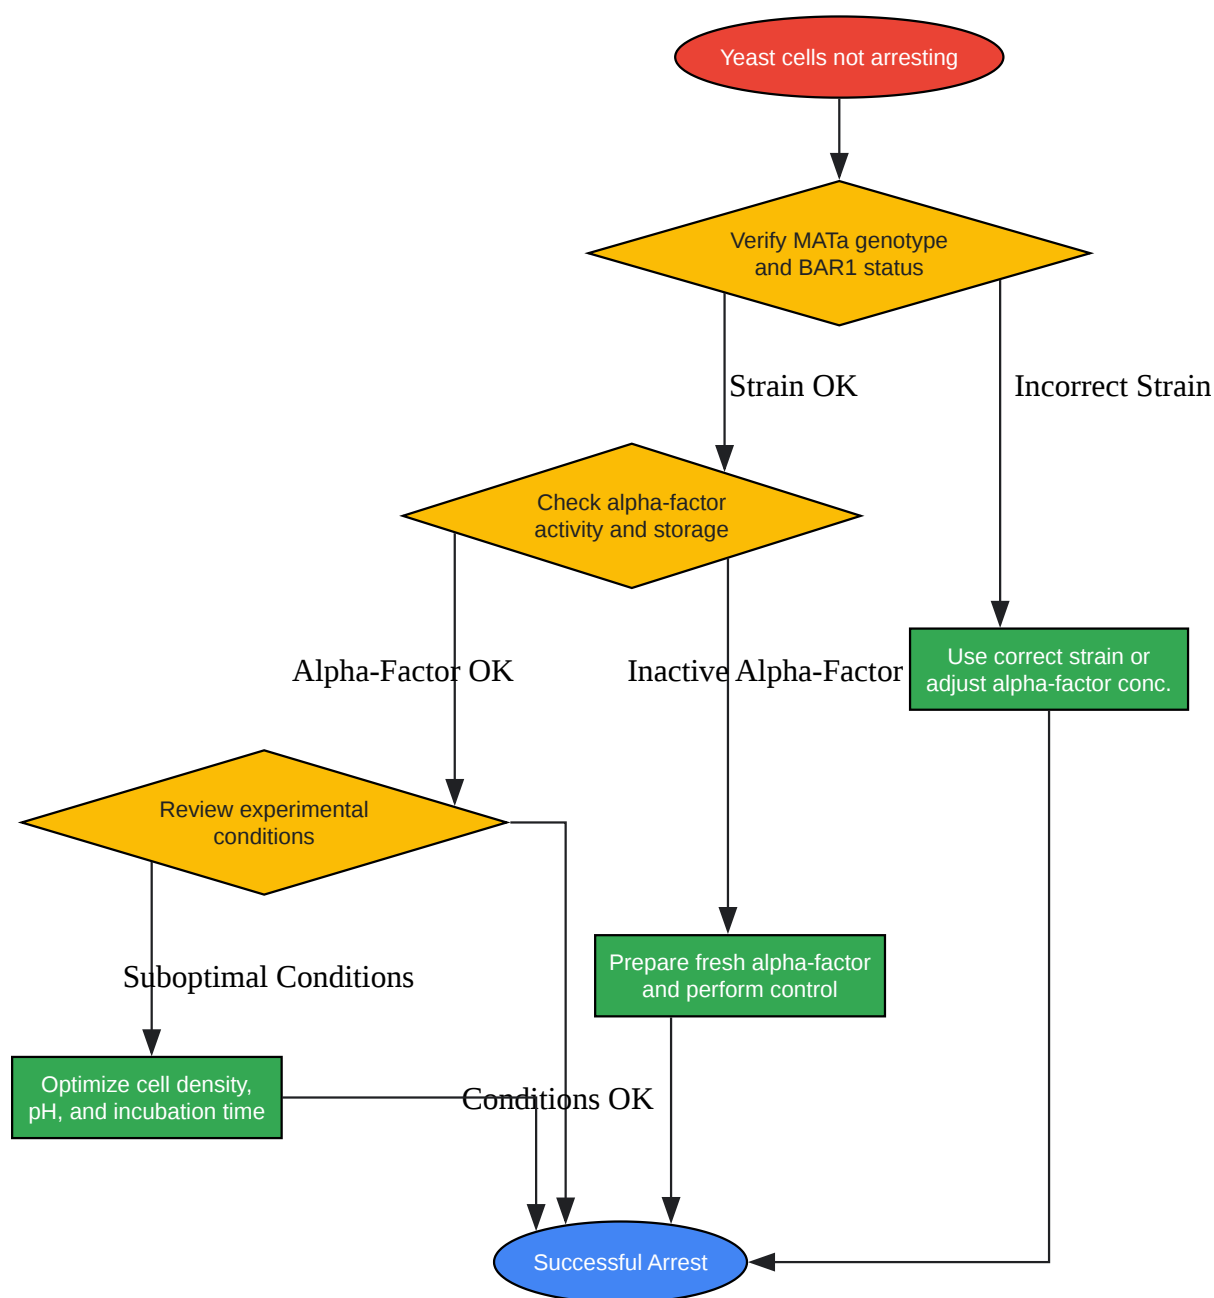 Yeast cells not arresting
Verify MATa genotype
and BAR1 status
Strain OK
Incorrect Strain
Check alpha-factor
activity and storage
Alpha-Factor OK
Inactive Alpha-Factor
Use correct strain or
adjust alpha-factor conc.
Review experimental
conditions
Suboptimal Conditions
Prepare fresh alpha-factor
and perform control
Optimize cell density,
pH, and incubation time
Conditions OK
Successful Arrest